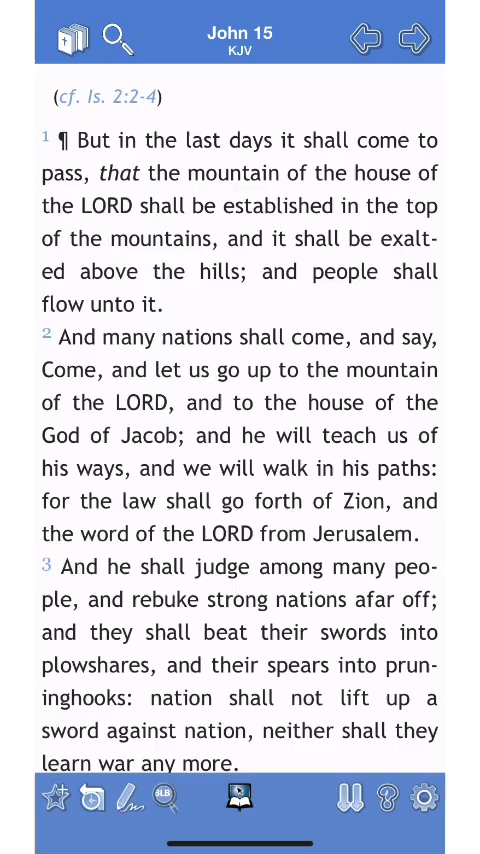 John 15
KJV
(cf. Is. 2:2-4)
1 ¶ But in the last days it shall come to
pass, that the mountain of the house of
the LORD shall be established in the top
of the mountains, and it shall be exalt-
ed above the hills; and people shall
flow unto it.
2 And many nations shall come, and say,
Come, and let us go up to the mountain
of the LORD, and to the house of the
God of Jacob; and he will teach us of
his ways, and we will walk in his paths:
for the law shall go forth of Zion, and
the word of the LORD from Jerusalem.
3 And he shall judge among many peo-
ple, and rebuke strong nations afar off;
and they shall beat their swords into
plowshares, and their spears into prun-
inghooks: nation shall not lift up a
sword against nation, neither shall they
learn war any more.
BLB